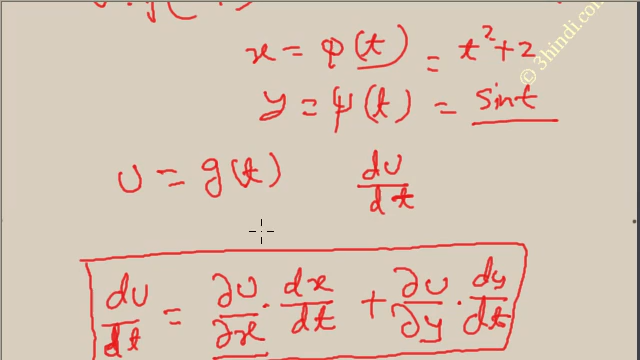 x = φ(t) = t² + 2
y = ψ(t) = sint
© 3hindi.com
U = g(t) dU/dt
dU/dt = ∂U/∂x · dx/dt + ∂U/∂y · dy/dt